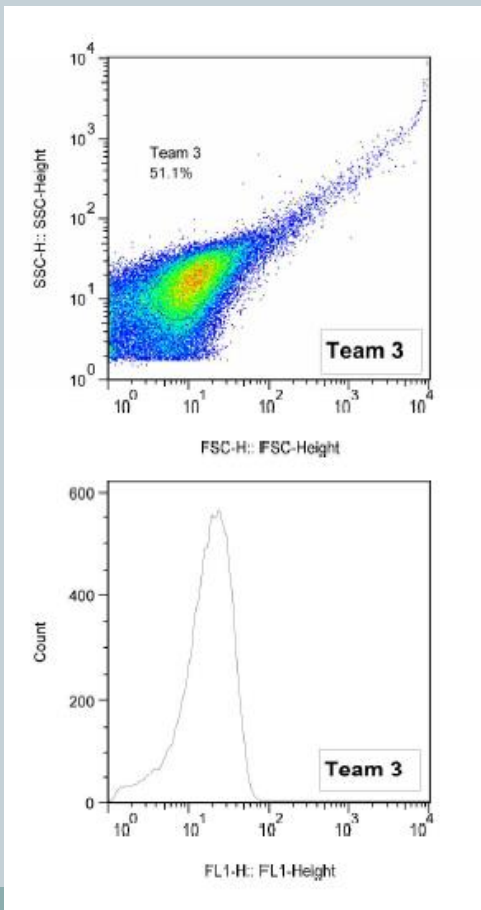 10^4
10^3
10^2
10^1
10^0
SSC-H:: SSC-Height
Team 3
51.1%
Team 3
10^0 10^1 10^2 10^3 10^4
FSC-H:: FSC-Height
600
400
200
0
Count
Team 3
10^0 10^1 10^2 10^3 10^4
FL1-H:: FL1-Height